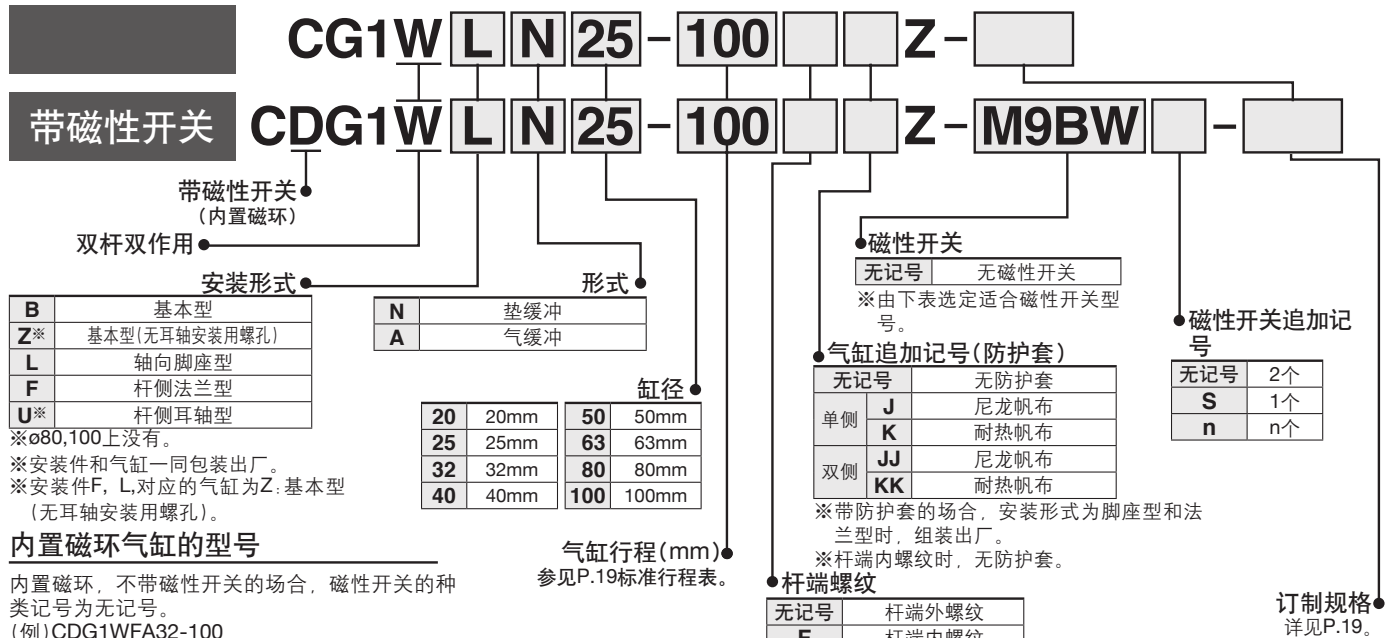 CG1W L N 25 - 100 Z -
带磁性开关 CDG1W L N 25 - 100 Z - M9BW -
带磁性开关
(内置磁环)
双杆双作用
安装形式
B 基本型
Z※ 基本型(无耳轴安装用螺孔)
L 轴向脚座型
F 杆侧法兰型
U※ 杆侧耳轴型
※ø80,100上没有。
※安装件和气缸一同包装出厂。
※安装件F, L,对应的气缸为Z:基本型
(无耳轴安装用螺孔)。
内置磁环气缸的型号
内置磁环,不带磁性开关的场合,磁性开关的种
类记号为无记号。
(例)CDG1WFA32-100
形式
N 垫缓冲
A 气缓冲
缸径
20 20mm 50 50mm
25 25mm 63 63mm
32 32mm 80 80mm
40 40mm 100 100mm
气缸行程(mm)
参见P.19标准行程表。
磁性开关
无记号 无磁性开关
※由下表选定适合磁性开关型
号。
气缸追加记号(防护套)
无记号 无防护套
单侧 J 尼龙帆布
K 耐热帆布
双侧 JJ 尼龙帆布
KK 耐热帆布
※带防护套的场合,安装形式为脚座型和法
兰型时,组装出厂。
※杆端内螺纹时,无防护套。
杆端螺纹
无记号 杆端外螺纹
F 杆端内螺纹
磁性开关追加记
号
无记号 2个
S 1个
n n个
订制规格
详见P.19。